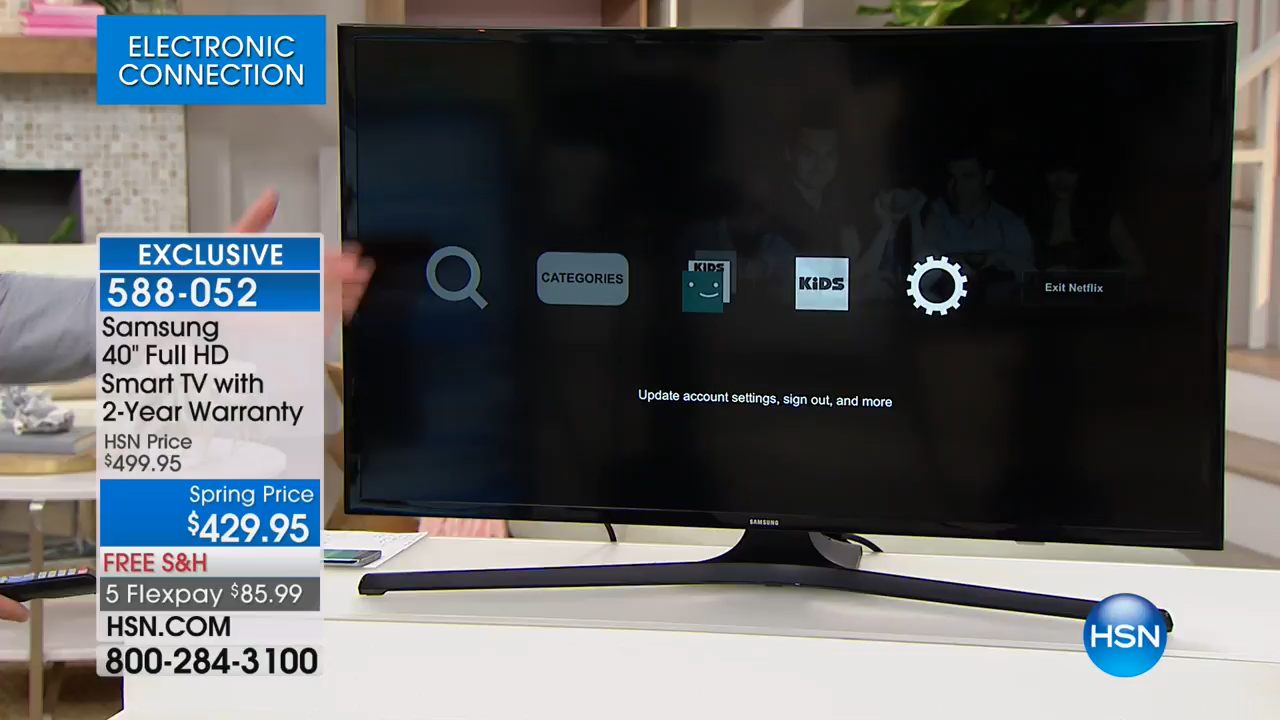 ELECTRONIC
CONNECTION
EXCLUSIVE
588-052
Samsung
40" Full HD
Smart TV with
2-Year Warranty
HSN Price
$499.95
Spring Price
$429.95
FREE S&H
5 Flexpay $85.99
HSN.COM
800-284-3100
CATEGORIES
KIDS
KIDS
Exit Netflix
Update account settings, sign out, and more
SAMSUNG
HSN